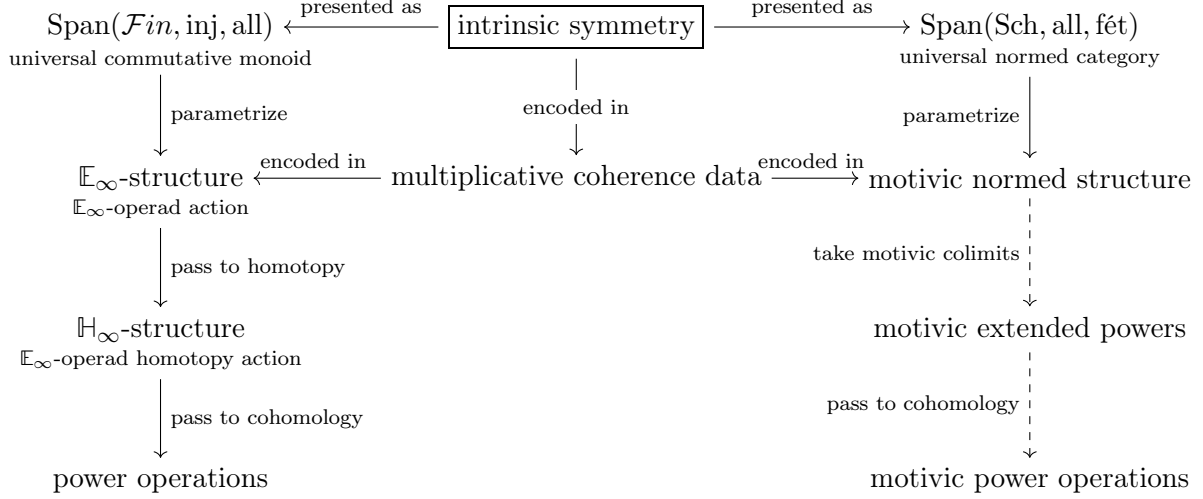 presented as presented as
Span(Fin, inj, all) intrinsic symmetry Span(Sch, all, fét)
universal commutative monoid universal normed category
encoded in
parametrize parametrize
encoded in encoded in
𝔼∞-structure multiplicative coherence data motivic normed structure
𝔼∞-operad action
pass to homotopy take motivic colimits
ℍ∞-structure motivic extended powers
𝔼∞-operad homotopy action
pass to cohomology pass to cohomology
power operations motivic power operations